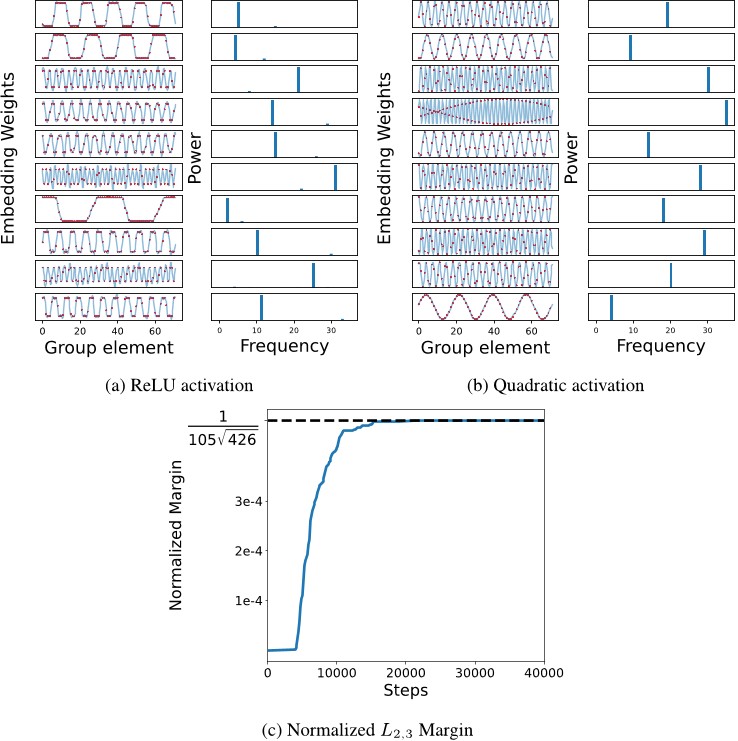 Embedding Weights
Power
0 20 40 60
0 10 20 30
Group element
Frequency
(a) ReLU activation
Embedding Weights
Power
0 20 40 60
0 10 20 30
Group element
Frequency
(b) Quadratic activation
1
105√426
Normalized Margin
3e-4
2e-4
1e-4
0 10000 20000 30000 40000
Steps
(c) Normalized L2,3 Margin